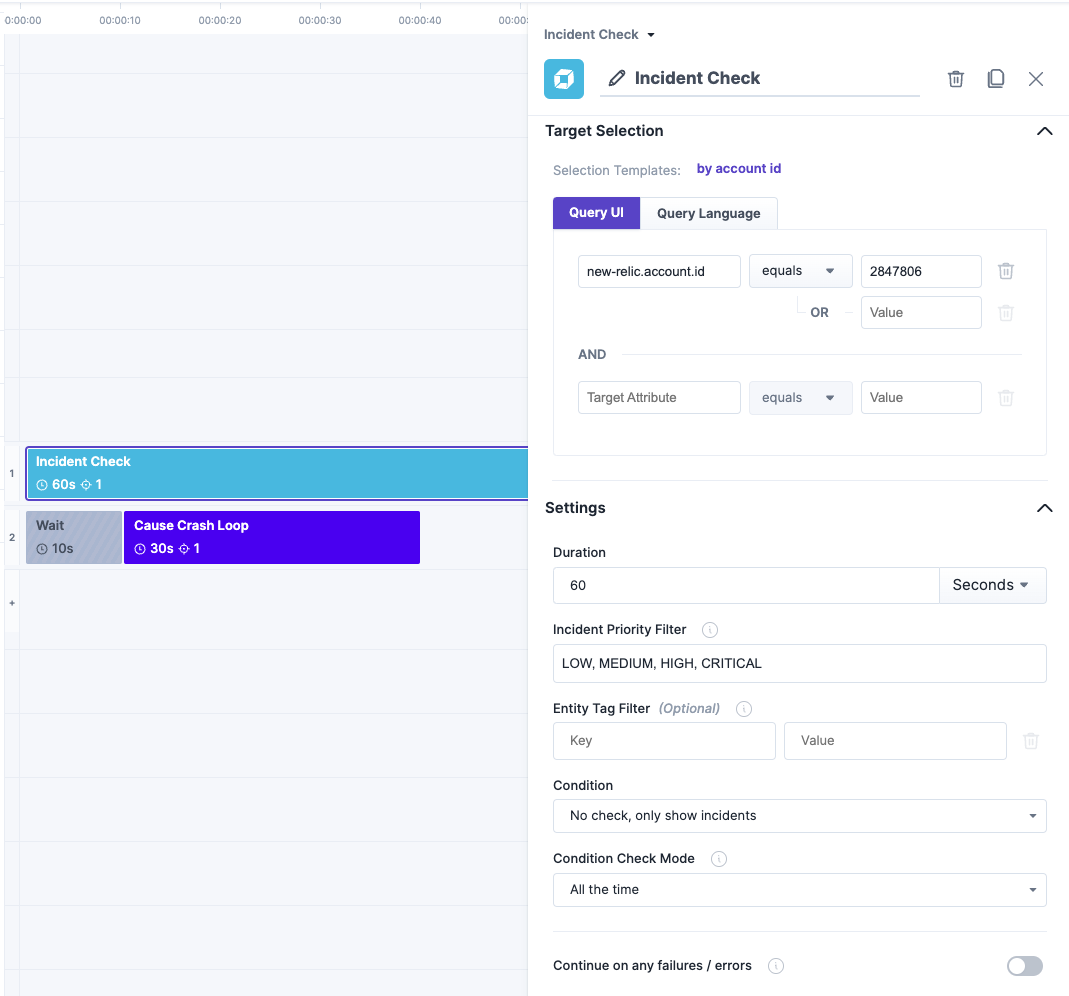 0:00:00 00:00:10 00:00:20 00:00:30 00:00:40
1
Incident Check
60s 1
2
Wait
10s
Cause Crash Loop
30s 1
+
Incident Check
Incident Check
Target Selection
Selection Templates: by account id
Query UI Query Language
new-relic.account.id equals 2847806
OR Value
AND
Target Attribute equals Value
Settings
Duration
60 Seconds
Incident Priority Filter
LOW, MEDIUM, HIGH, CRITICAL
Entity Tag Filter (Optional)
Key Value
Condition
No check, only show incidents
Condition Check Mode
All the time
Continue on any failures / errors